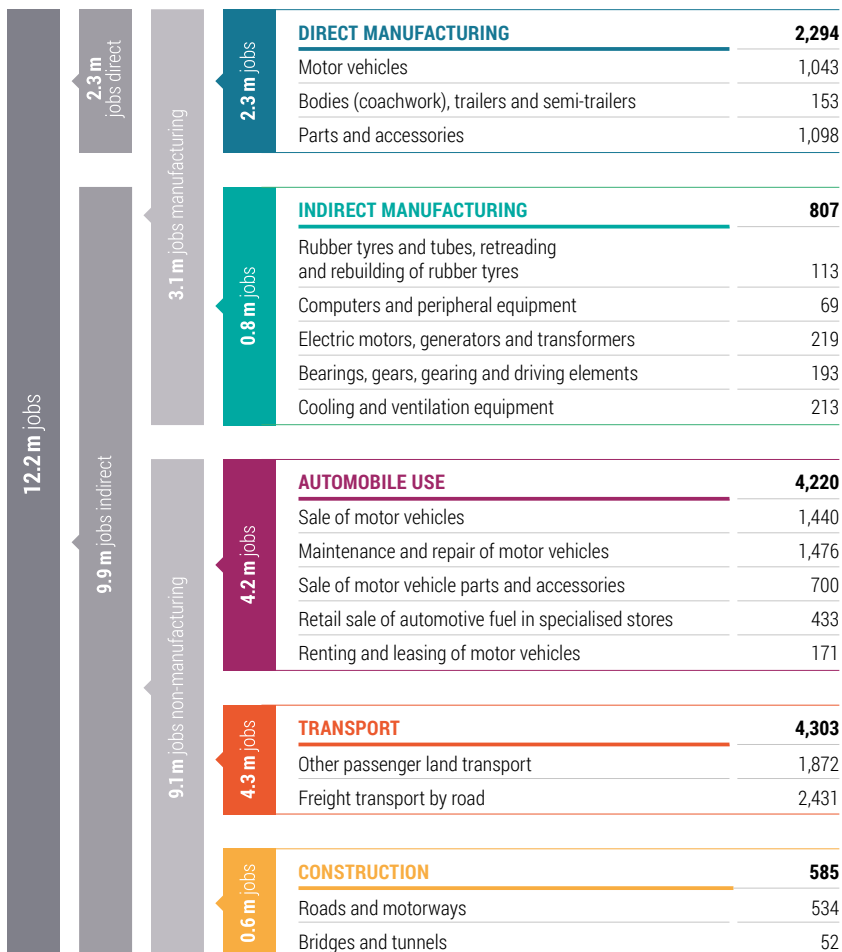 12.2 m jobs
2.3 m
jobs direct
9.9 m jobs indirect
3.1 m jobs manufacturing
9.1 m jobs non-manufacturing
2.3 m jobs
DIRECT MANUFACTURING 2,294
Motor vehicles 1,043
Bodies (coachwork), trailers and semi-trailers 153
Parts and accessories 1,098
0.8 m jobs
INDIRECT MANUFACTURING 807
Rubber tyres and tubes, retreading
and rebuilding of rubber tyres 113
Computers and peripheral equipment 69
Electric motors, generators and transformers 219
Bearings, gears, gearing and driving elements 193
Cooling and ventilation equipment 213
4.2 m jobs
AUTOMOBILE USE 4,220
Sale of motor vehicles 1,440
Maintenance and repair of motor vehicles 1,476
Sale of motor vehicle parts and accessories 700
Retail sale of automotive fuel in specialised stores 433
Renting and leasing of motor vehicles 171
4.3 m jobs
TRANSPORT 4,303
Other passenger land transport 1,872
Freight transport by road 2,431
0.6 m jobs
CONSTRUCTION 585
Roads and motorways 534
Bridges and tunnels 52